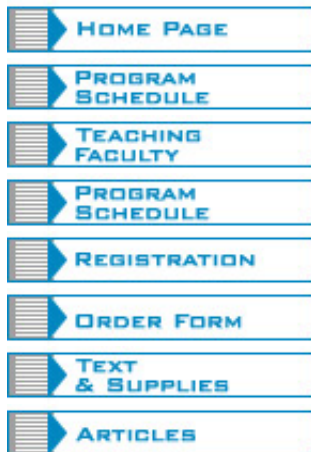 HOME PAGE
PROGRAM
SCHEDULE
TEACHING
FACULTY
PROGRAM
SCHEDULE
REGISTRATION
ORDER FORM
TEXT
& SUPPLIES
ARTICLES